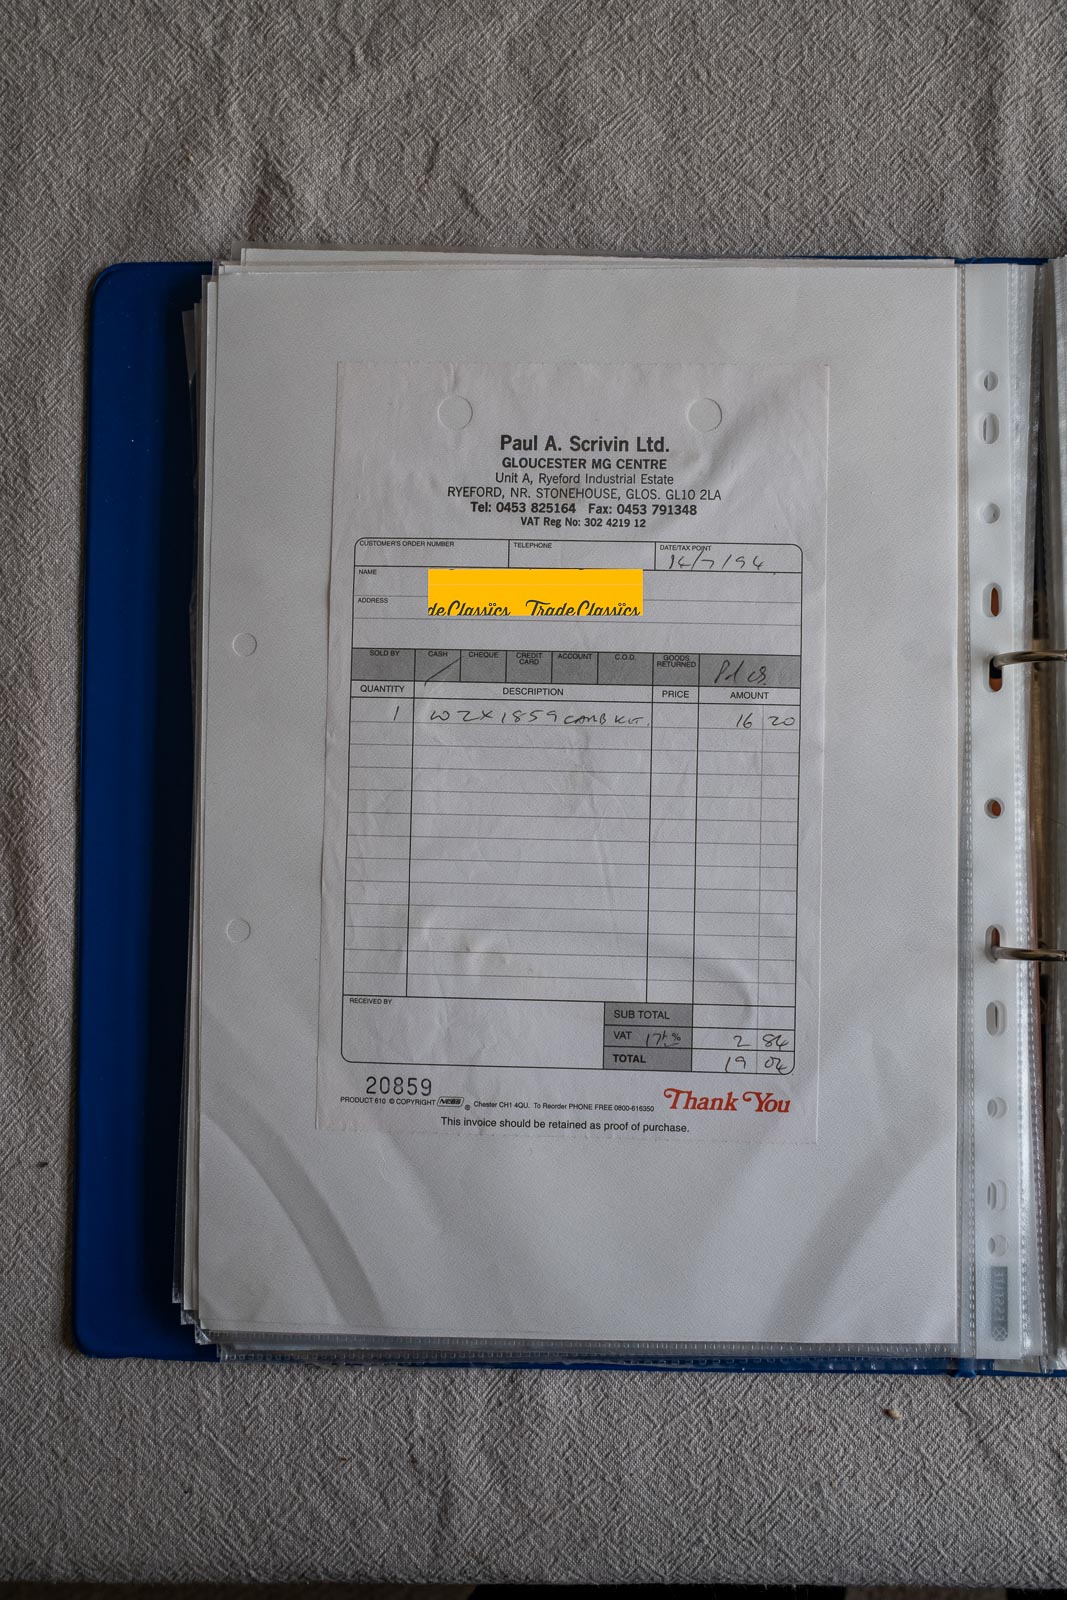 Paul A. Scrivin Ltd.
GLOUCESTER MG CENTRE
Unit A, Ryeford Industrial Estate
RYEFORD, NR. STONEHOUSE, GLOS. GL10 2LA
Tel: 0453 825164 Fax: 0453 791348
VAT Reg No: 302 4219 12
CUSTOMER'S ORDER NUMBER TELEPHONE DATE/TAX POINT
14/7/94
NAME
ADDRESS
deClassics TradeClassics
SOLD BY CASH CHEQUE CREDIT CARD ACCOUNT C.O.D. GOODS RETURNED
QUANTITY DESCRIPTION PRICE AMOUNT
1 WZX1859 CARB KIT. 16 20
RECEIVED BY
SUB TOTAL
VAT 17½ % 2 84
TOTAL 19 04
20859
PRODUCT 610 © COPYRIGHT NEBS ® Chester CH1 4QU. To Reorder PHONE FREE 0800-616350
Thank You
This invoice should be retained as proof of purchase.